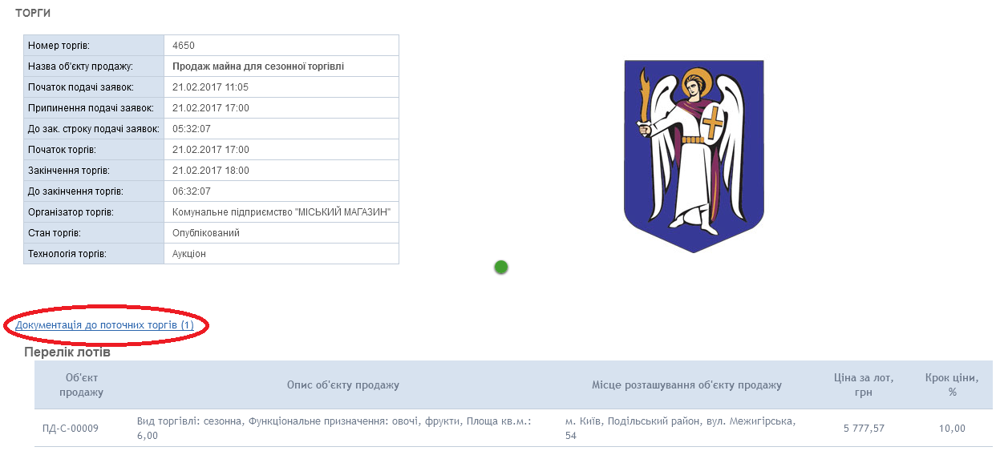 ТОРГИ
Номер торгів: 4650
Назва об'єкту продажу: Продаж майна для сезонної торгівлі
Початок подачі заявок: 21.02.2017 11:05
Припинення подачі заявок: 21.02.2017 17:00
До зак. строку подачі заявок: 05:32:07
Початок торгів: 21.02.2017 17:00
Закінчення торгів: 21.02.2017 18:00
До закінчення торгів: 06:32:07
Організатор торгів: Комунальне підприємство "МІСЬКИЙ МАГАЗИН"
Стан торгів: Опублікований
Технологія торгів: Аукціон
Документація до поточних торгів (1)
Перелік лотів
Об'єкт
продажу
Опис об'єкту продажу
Місце розташування об'єкту продажу
Ціна за лот,
грн
Крок ціни,
%
ПД-С-00009
Вид торгівлі: сезонна, Функціональне призначення: овочі, фрукти, Площа кв.м.:
6,00
м. Київ, Подільський район, вул. Межигірська,
54
5 777,57
10,00